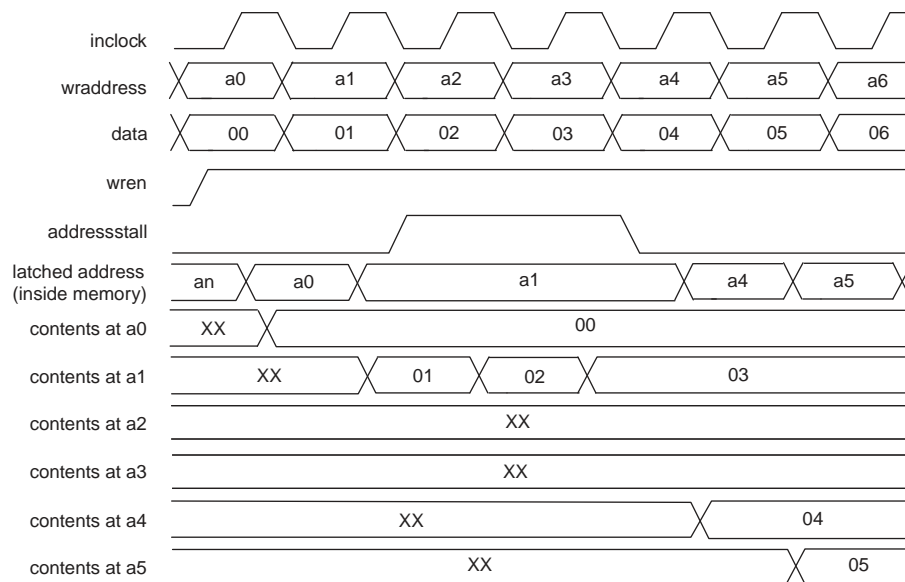 inclock
wraddress a0 a1 a2 a3 a4 a5 a6
data 00 01 02 03 04 05 06
wren
addressstall
latched address
(inside memory) an a0 a1 a4 a5
contents at a0 XX 00
contents at a1 XX 01 02 03
contents at a2 XX
contents at a3 XX
contents at a4 XX 04
contents at a5 XX 05